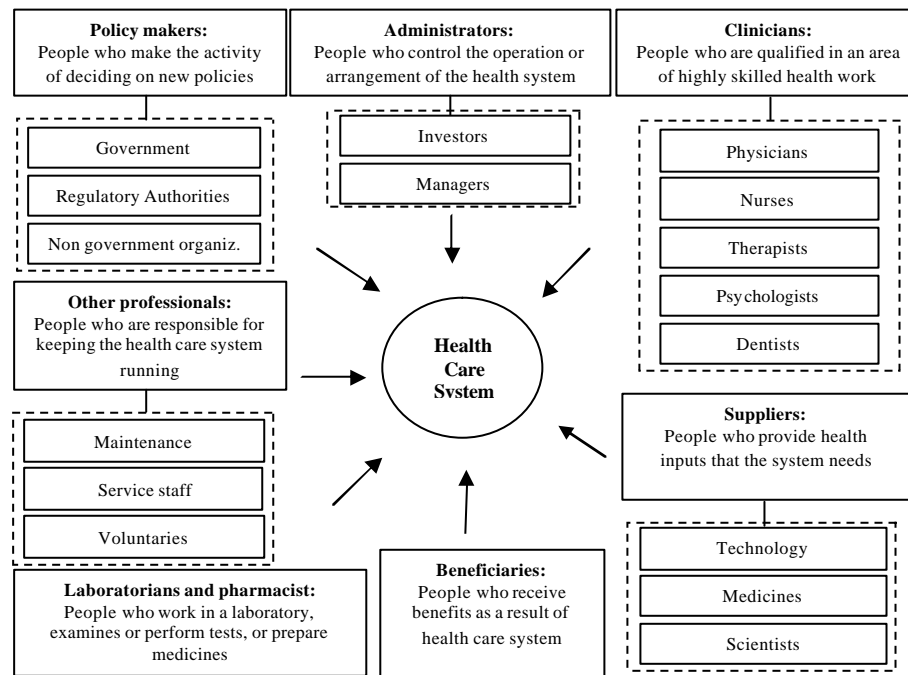 Policy makers:
People who make the activity
of deciding on new policies
Government
Regulatory Authorities
Non government organiz.
Administrators:
People who control the operation or
arrangement of the health system
Investors
Managers
Clinicians:
People who are qualified in an area
of highly skilled health work
Physicians
Nurses
Therapists
Psychologists
Dentists
Other professionals:
People who are responsible for
keeping the health care system
running
Maintenance
Service staff
Voluntaries
Health
Care
System
Suppliers:
People who provide health
inputs that the system needs
Technology
Medicines
Scientists
Laboratorians and pharmacist:
People who work in a laboratory,
examines or perform tests, or prepare
medicines
Beneficiaries:
People who receive
benefits as a result of
health care system